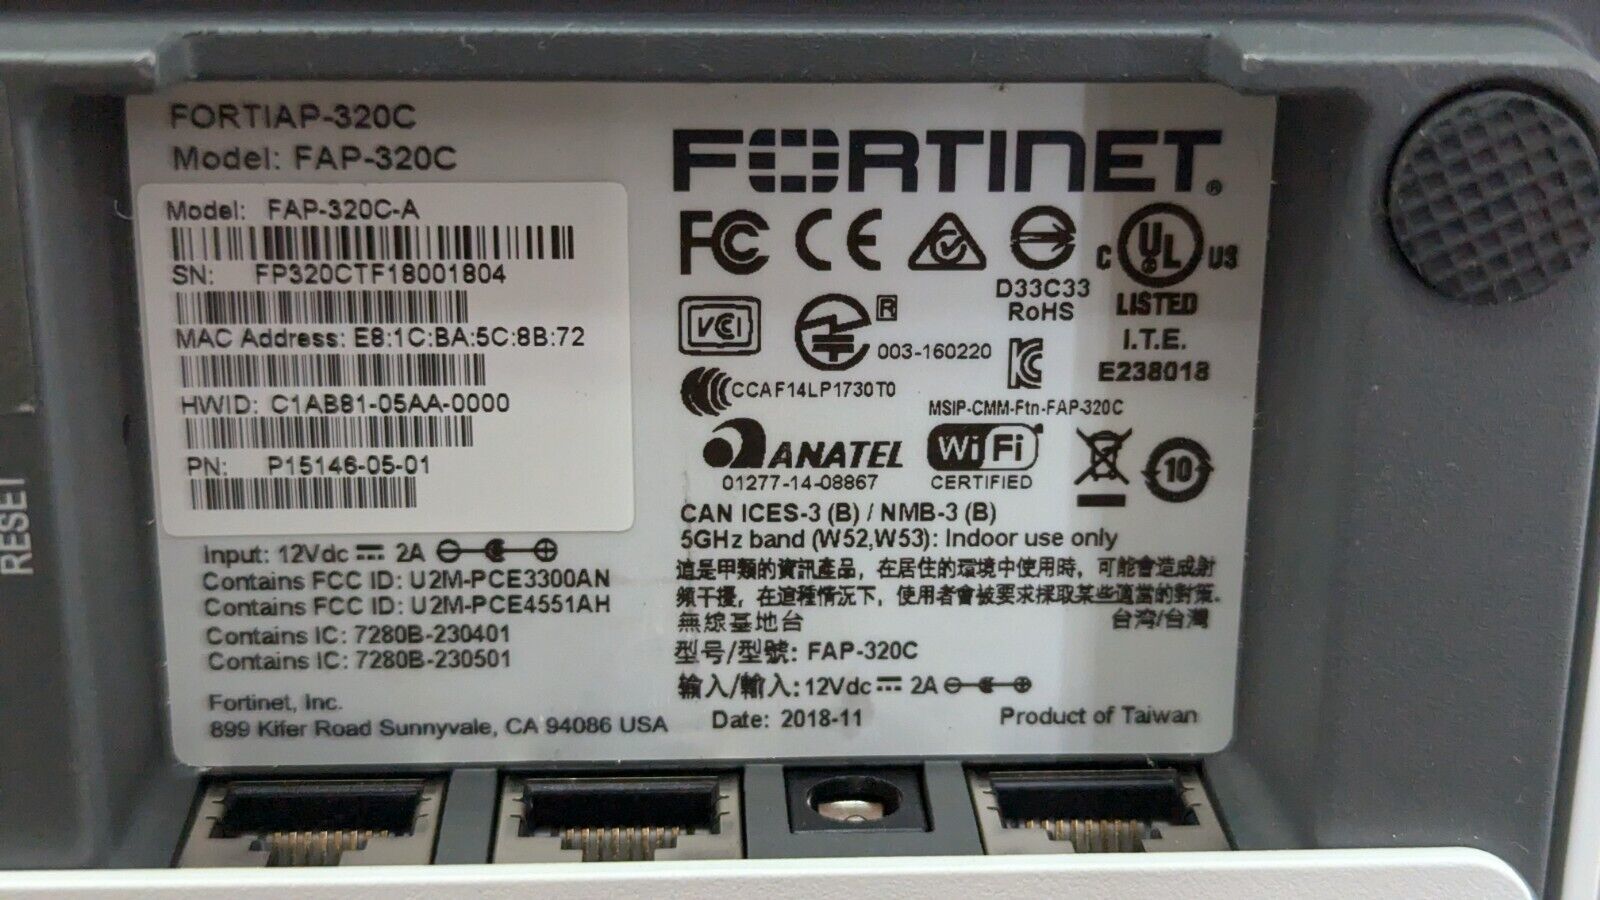 FORTIAP-320C
Model: FAP-320C
Model: FAP-320C-A
SN: FP320CTF18001804
MAC Address: E8:1C:BA:5C:8B:72
HWID: C1AB81-05AA-0000
PN: P15146-05-01
Input: 12Vdc 2A
Contains FCC ID: U2M-PCE3300AN
Contains FCC ID: U2M-PCE4551AH
Contains IC: 7280B-230401
Contains IC: 7280B-230501
Fortinet, Inc.
899 Kifer Road Sunnyvale, CA 94086 USA
FORTINET®
FC CE
D33C33
RoHS
C UL US
LISTED
I.T.E.
E238018
VCI
R
003-160220
CCAF14LP1730T0
MSIP-CMM-Ftn-FAP-320C
ANATEL
01277-14-08867
Wi Fi
CERTIFIED
10
CAN ICES-3 (B) / NMB-3 (B)
5GHz band (W52,W53): Indoor use only
這是甲類的資訊產品，在居住的環境中使用時，可能會造成射
頻干擾，在這種情況下，使用者會被要求採取某些適當的對策.
無線基地台
台湾/台灣
型号/型號: FAP-320C
输入/輸入: 12Vdc 2A
Date: 2018-11
Product of Taiwan
RESET